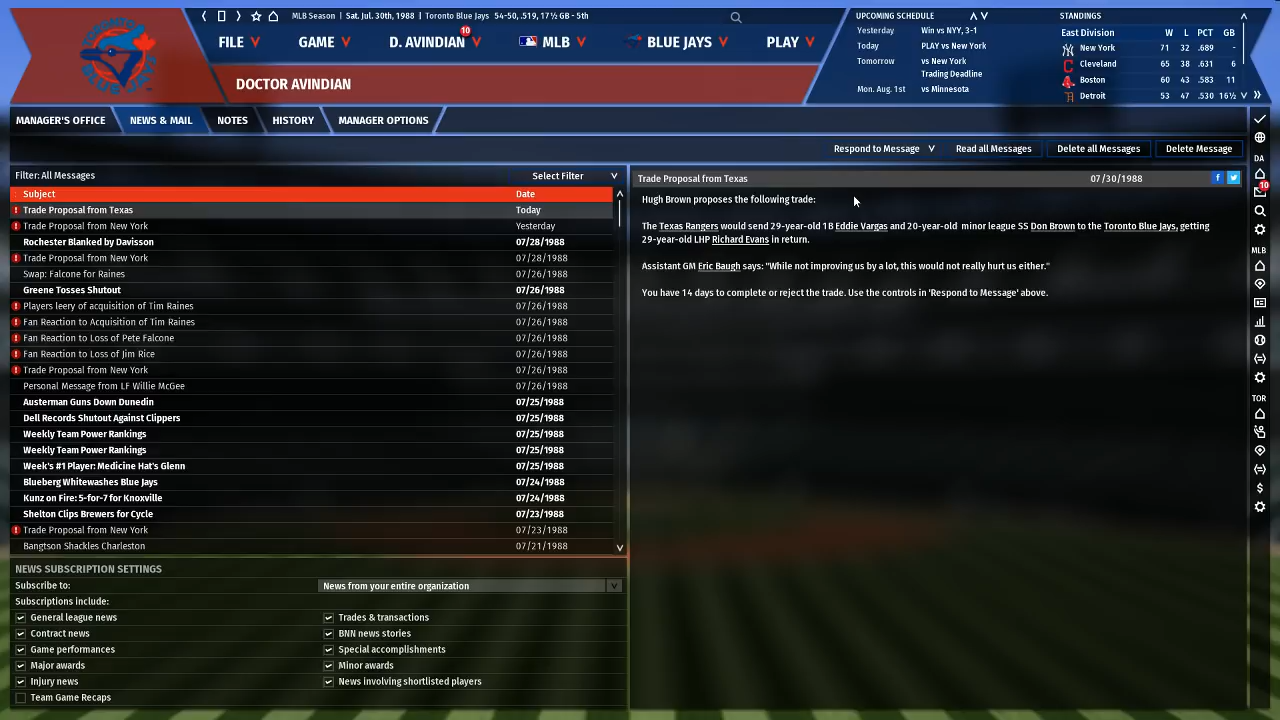 MLB Season | Sat. Jul. 30th, 1988 | Toronto Blue Jays 54-50, .519, 17½ GB - 5th
FILE GAME D. AVINDIAN 10 MLB BLUE JAYS PLAY
DOCTOR AVINDIAN
UPCOMING SCHEDULE
Yesterday Win vs NYY, 3-1
Today PLAY vs New York
Tomorrow vs New York
Trading Deadline
Mon. Aug. 1st vs Minnesota
STANDINGS
East Division W L PCT GB
New York 71 32 .689 -
Cleveland 65 38 .631 6
Boston 60 43 .583 11
Detroit 53 47 .530 16½
TORONTO
BLUE JAYS
MANAGER'S OFFICE NEWS & MAIL NOTES HISTORY MANAGER OPTIONS
Respond to Message Read all Messages Delete all Messages Delete Message
Filter: All Messages Select Filter
Subject Date
Trade Proposal from Texas Today
Trade Proposal from New York Yesterday
Rochester Blanked by Davisson 07/28/1988
Trade Proposal from New York 07/28/1988
Swap: Falcone for Raines 07/26/1988
Greene Tosses Shutout 07/26/1988
Players leery of acquisition of Tim Raines 07/26/1988
Fan Reaction to Acquisition of Tim Raines 07/26/1988
Fan Reaction to Loss of Pete Falcone 07/26/1988
Fan Reaction to Loss of Jim Rice 07/26/1988
Trade Proposal from New York 07/26/1988
Personal Message from LF Willie McGee 07/26/1988
Austerman Guns Down Dunedin 07/25/1988
Dell Records Shutout Against Clippers 07/25/1988
Weekly Team Power Rankings 07/25/1988
Weekly Team Power Rankings 07/25/1988
Week's #1 Player: Medicine Hat's Glenn 07/25/1988
Blueberg Whitewashes Blue Jays 07/24/1988
Kunz on Fire: 5-for-7 for Knoxville 07/24/1988
Shelton Clips Brewers for Cycle 07/23/1988
Trade Proposal from New York 07/23/1988
Bangtson Shackles Charleston 07/21/1988
Trade Proposal from Texas 07/30/1988
Hugh Brown proposes the following trade:
The Texas Rangers would send 29-year-old 1B Eddie Vargas and 20-year-old minor league SS Don Brown to the Toronto Blue Jays, getting
29-year-old LHP Richard Evans in return.
Assistant GM Eric Baugh says: "While not improving us by a lot, this would not really hurt us either."
You have 14 days to complete or reject the trade. Use the controls in 'Respond to Message' above.
NEWS SUBSCRIPTION SETTINGS
Subscribe to: News from your entire organization
Subscriptions include:
General league news Trades & transactions
Contract news BNN news stories
Game performances Special accomplishments
Major awards Minor awards
Injury news News involving shortlisted players
Team Game Recaps
DA
10
MLB
TOR